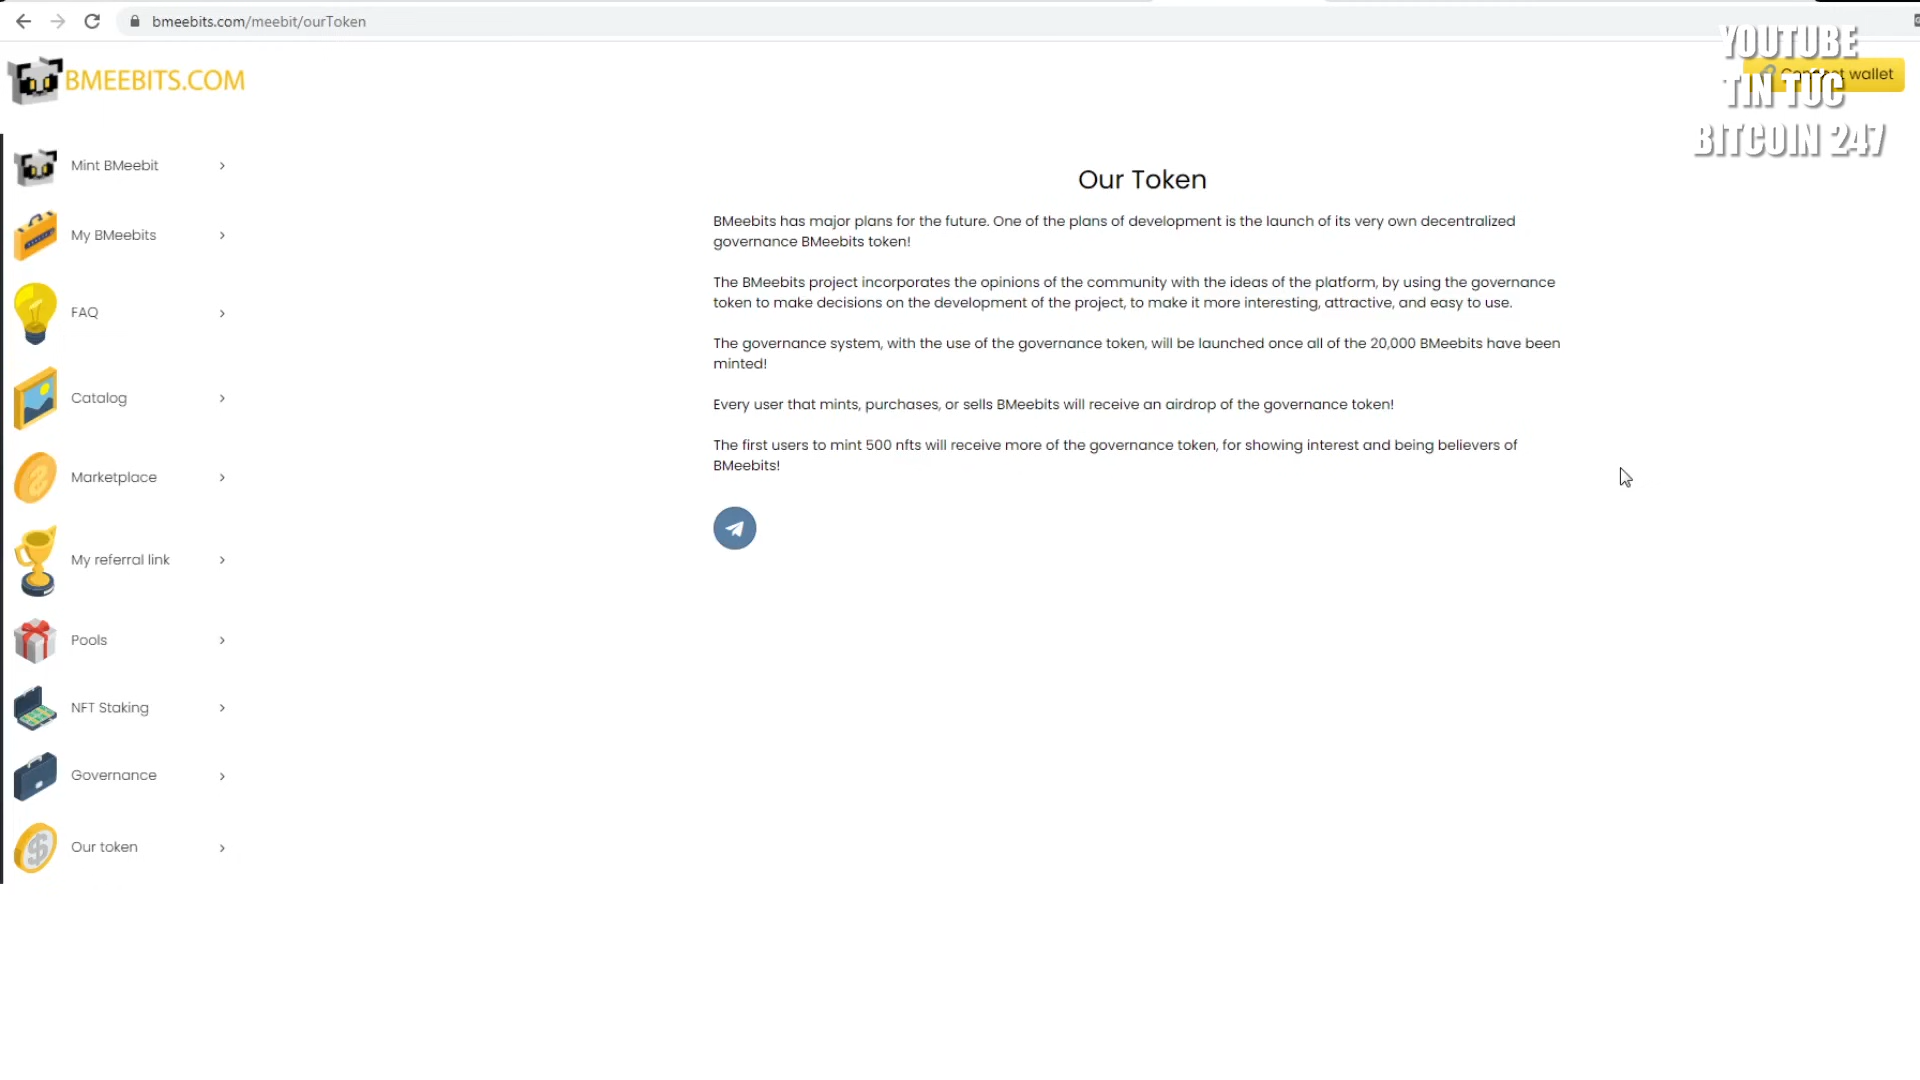 bmeebits.com/meebit/ourToken
YOUTUBE
TIN TỨC
BITCOIN 247
BMEEBITS.COM
wallet
Mint BMeebit
My BMeebits
FAQ
Catalog
Marketplace
My referral link
Pools
NFT Staking
Governance
Our token
Our Token
BMeebits has major plans for the future. One of the plans of development is the launch of its very own decentralized
governance BMeebits token!
The BMeebits project incorporates the opinions of the community with the ideas of the platform, by using the governance
token to make decisions on the development of the project, to make it more interesting, attractive, and easy to use.
The governance system, with the use of the governance token, will be launched once all of the 20,000 BMeebits have been
minted!
Every user that mints, purchases, or sells BMeebits will receive an airdrop of the governance token!
The first users to mint 500 nfts will receive more of the governance token, for showing interest and being believers of
BMeebits!